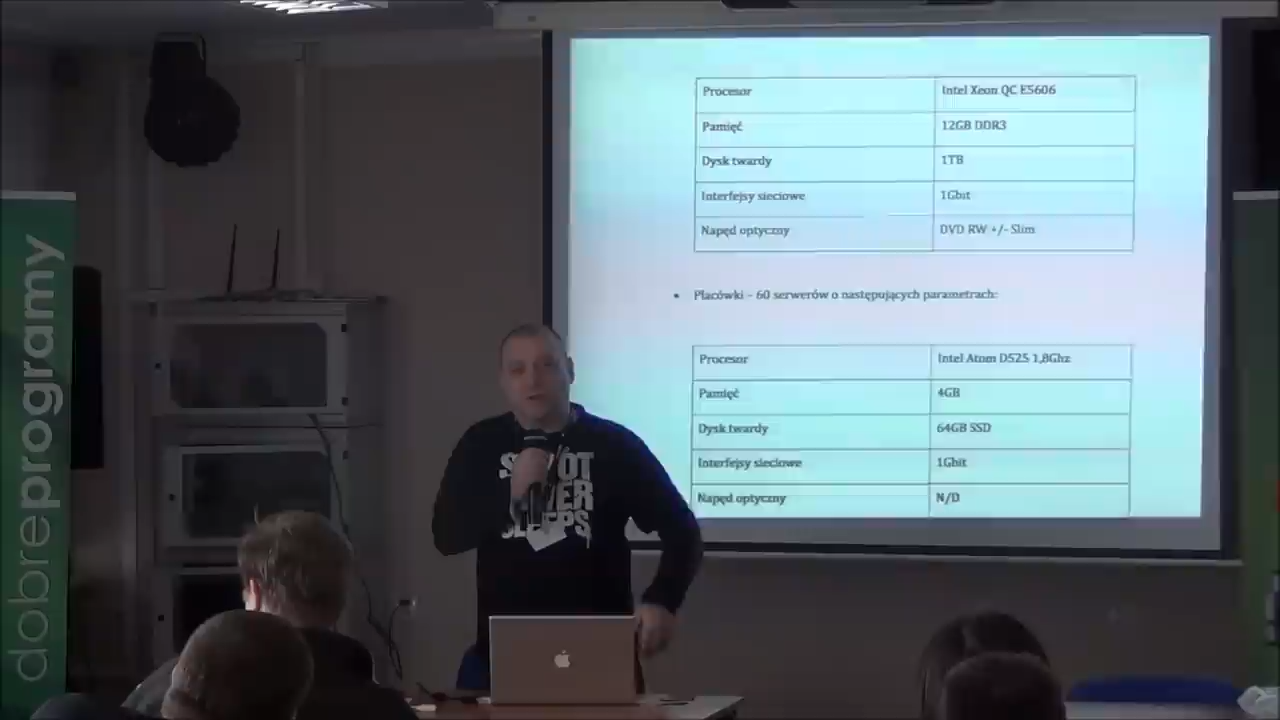 Procesor Intel Xeon QC E5606
Pamięć 12GB DDR3
Dysk twardy 1TB
Interfejsy sieciowe 1Gbit
Napęd optyczny DVD RW +/- Slim
• Placówki – 60 serwerów o następujących parametrach:
Procesor Intel Atom D525 1,8Ghz
Pamięć 4GB
Dysk twardy 64GB SSD
Interfejsy sieciowe 1Gbit
Napęd optyczny N/D
dobreprogramy